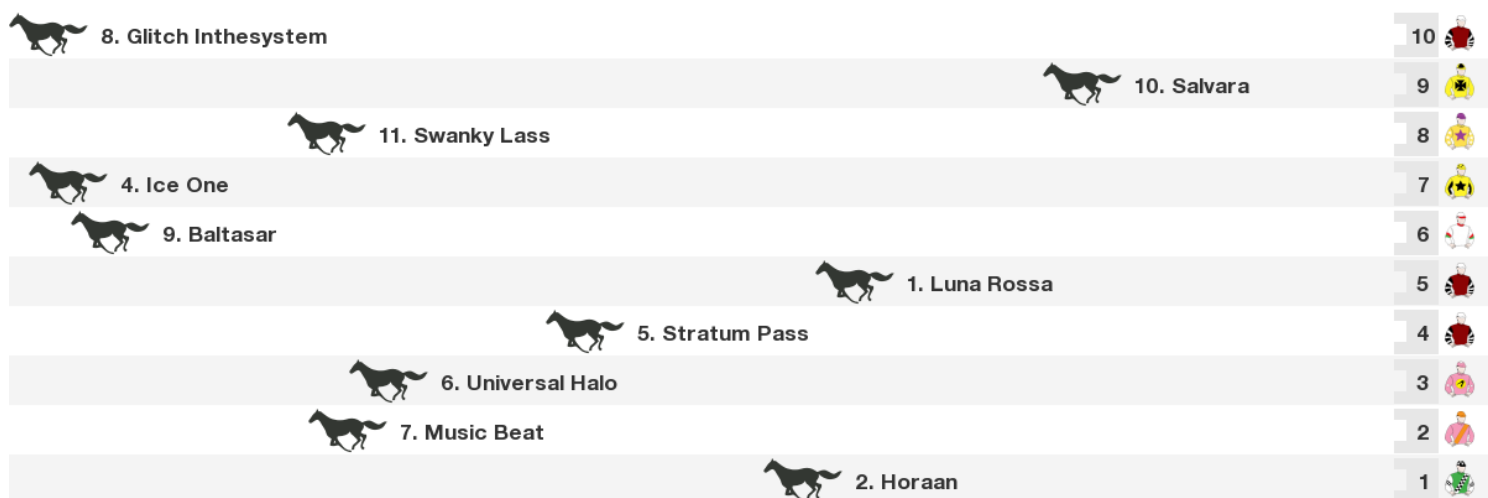 8. Glitch Inthesystem 10
10. Salvara 9
11. Swanky Lass 8
4. Ice One 7
9. Baltasar 6
1. Luna Rossa 5
5. Stratum Pass 4
6. Universal Halo 3
7. Music Beat 2
2. Horaan 1